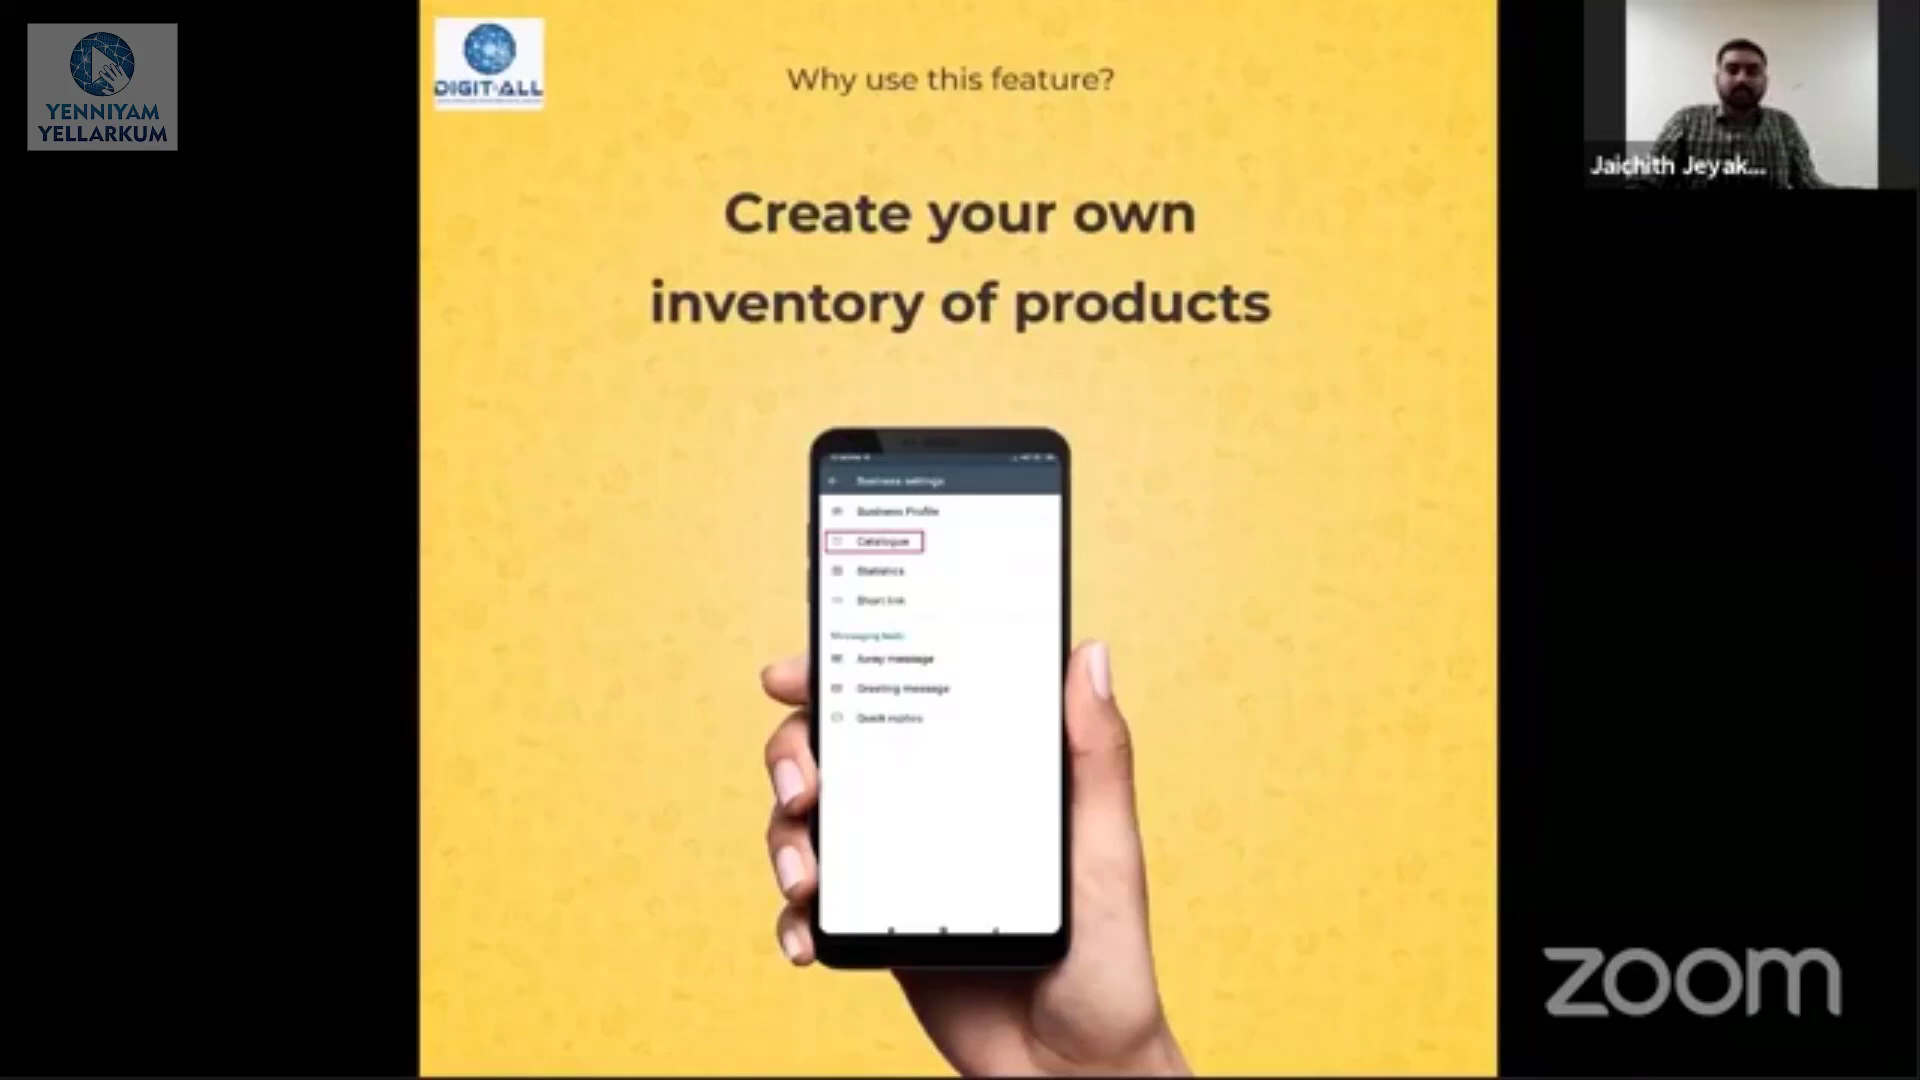 YENNIYAM
YELLARKUM
DIGIT-ALL
Why use this feature?
Create your own
inventory of products
Business settings
Business Profile
Catalogue
Statistics
Short link
Messaging tools
Away message
Greeting message
Quick replies
Jaichith Jeyak...
zoom